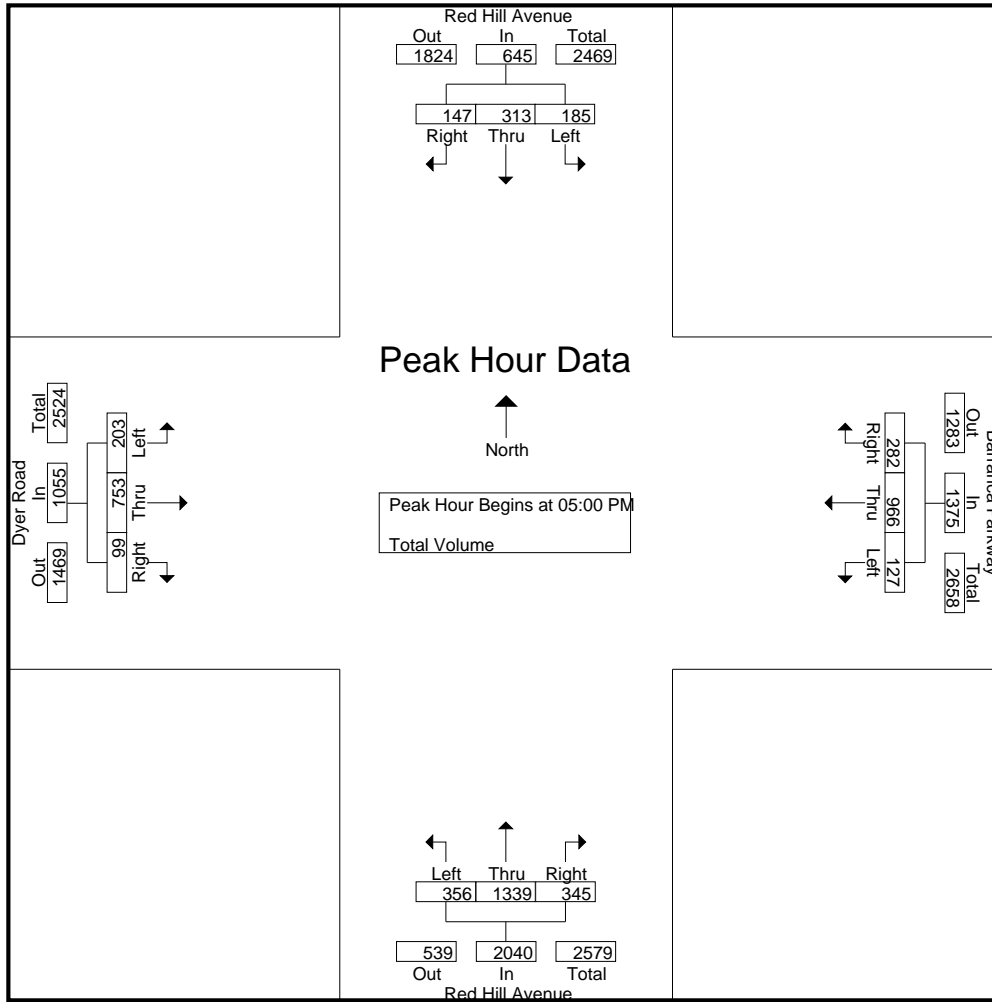 Red Hill Avenue
Out In Total
1824 645 2469
147 313 185
Right Thru Left
Peak Hour Data
North
Peak Hour Begins at 05:00 PM
Total Volume
Dyer Road
Out In Total
1469 1055 2524
99 753 203
Right Thru Left
Barranca Parkway
Out In Total
1283 1375 2658
282 966 127
Right Thru Left
Left Thru Right
356 1339 345
539 2040 2579
Out In Total
Red Hill Avenue